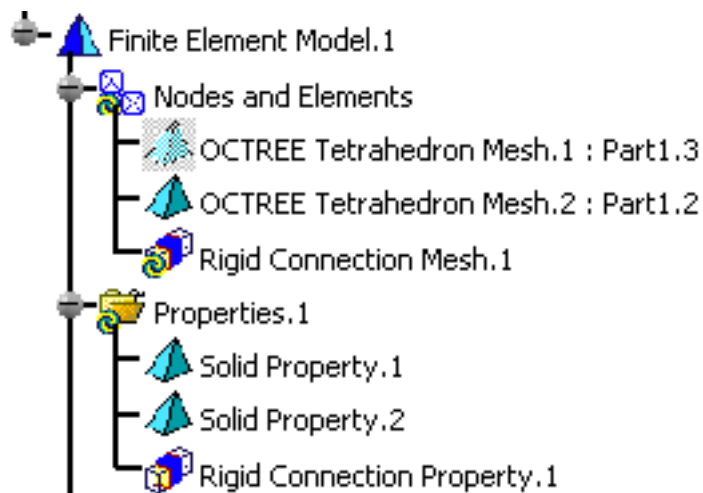 Finite Element Model.1
Nodes and Elements
OCTREE Tetrahedron Mesh.1 : Part1.3
OCTREE Tetrahedron Mesh.2 : Part1.2
Rigid Connection Mesh.1
Properties.1
Solid Property.1
Solid Property.2
Rigid Connection Property.1